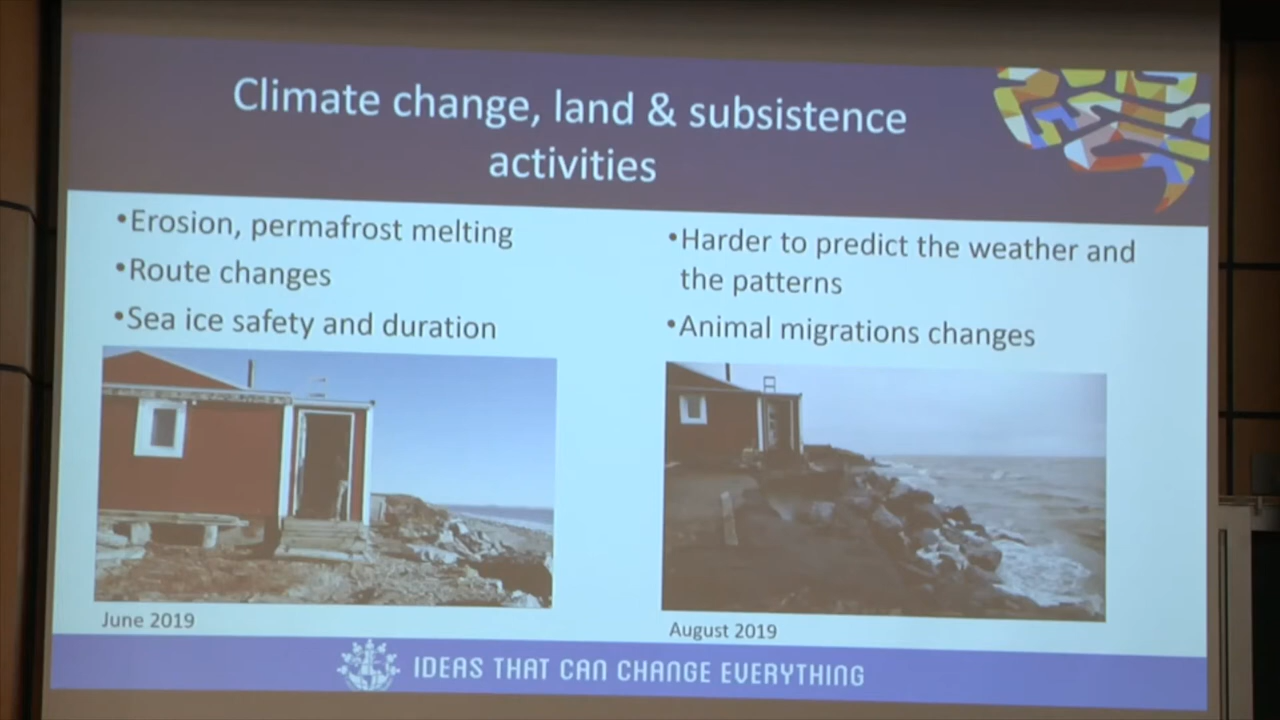 Climate change, land & subsistence
activities
•Erosion, permafrost melting
•Route changes
•Sea ice safety and duration
•Harder to predict the weather and
the patterns
•Animal migrations changes
June 2019
August 2019
IDEAS THAT CAN CHANGE EVERYTHING